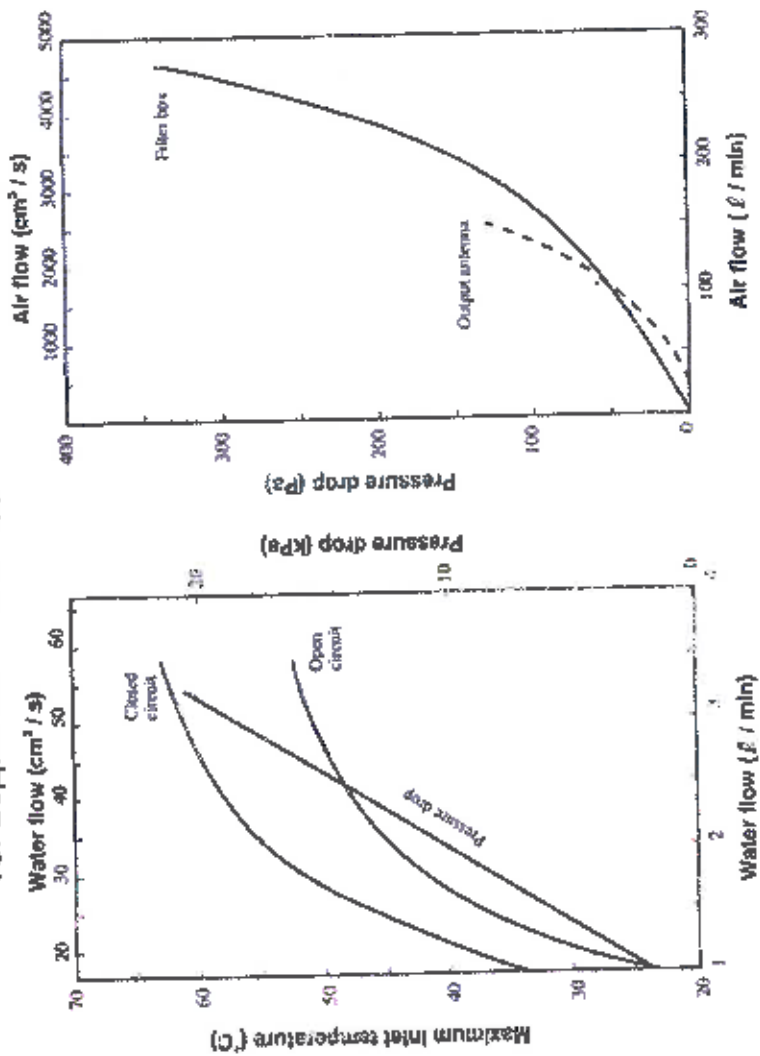 Water flow (cm³ / s)
20 30 40 50 60
Maximum inlet temperature (°C)
70
60
50
40
30
20
Closed
circuit
Open
circuit
Pressure drop
Pressure drop (kPa)
20
10
0
1 2 3
Water flow (ℓ / min)
Air flow (cm³ / s)
1000 2000 3000 4000 5000
Pressure drop (Pa)
400
300
200
100
0
Filter box
Output antenna
100 200 300
Air flow (ℓ / min)